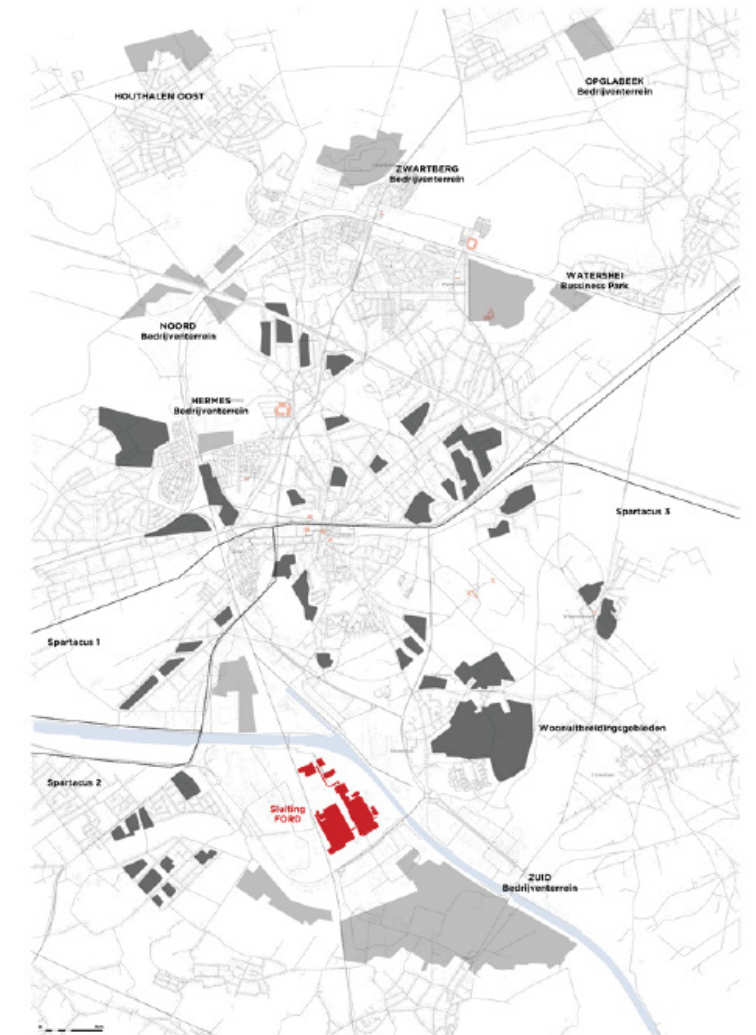 OPGLABEEK
Bedrijventerrein
HOUTHALEN OOST
ZWARTBERG
Bedrijventerrein
WATERSHEI
Bussiness Park
NOORD
Bedrijventerrein
HERMES
Bedrijventerrein
Spartacus 3
Spartacus 1
Woonuitbreidingsgebieden
Spartacus 2
Sluiting
FORD
ZUID
Bedrijventerrein